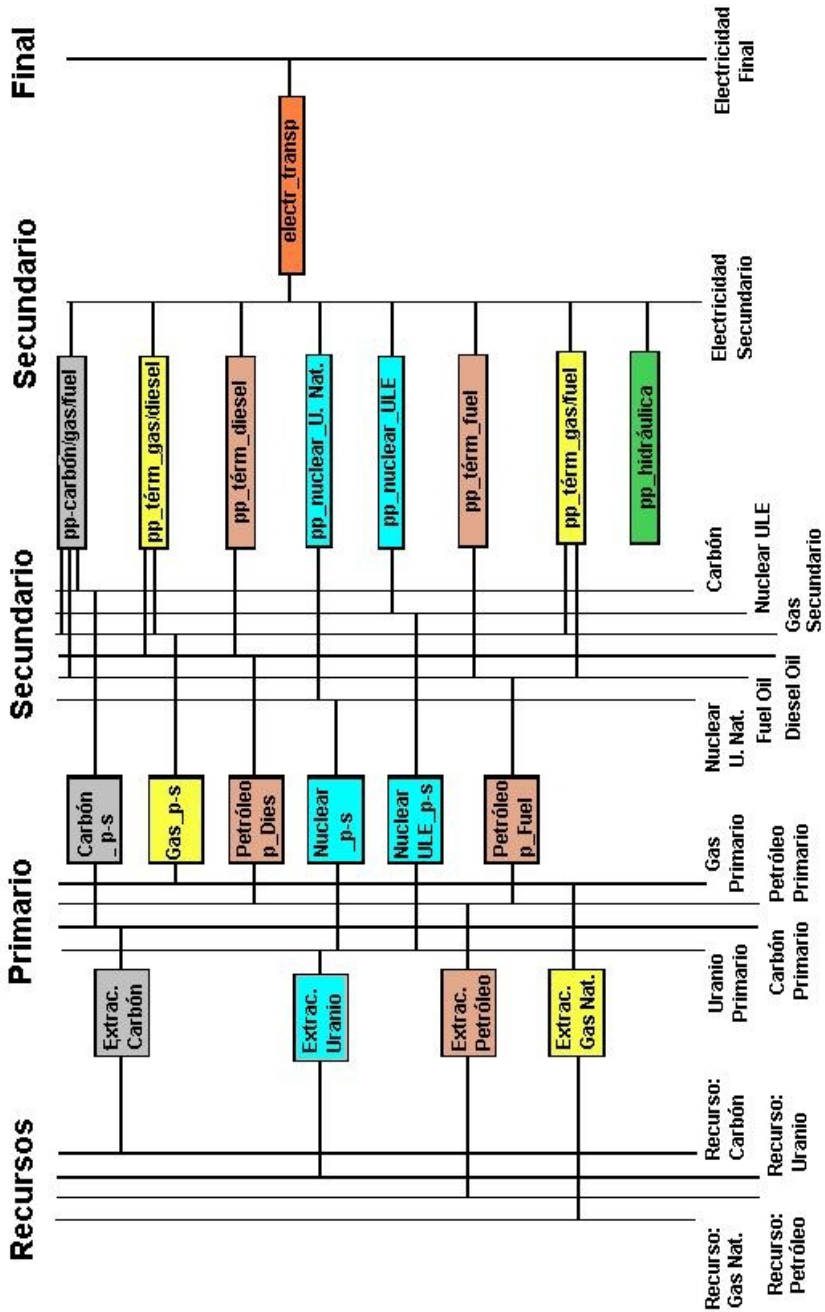 Recursos
Primario
Secundario
Secundario
Final
Extrac.
Carbón
Extrac.
Uranio
Extrac.
Petróleo
Extrac.
Gas Nat.
Carbón
_p-s
Gas_p-s
Petróleo
p_Dies
Nuclear
_p-s
Nuclear
ULE_p-s
Petróleo
p_Fuel
pp-carbón/gas/fuel
pp_térm_gas/diesel
pp_térm_diesel
pp_nuclear_U. Nat.
pp_nuclear_ULE
pp_térm_fuel
pp_térm_gas/fuel
pp_hidráulica
electr_transp
Recurso:
Gas Nat.
Recurso:
Petróleo
Recurso:
Carbón
Recurso:
Uranio
Uranio
Primario
Carbón
Primario
Gas
Primario
Petróleo
Primario
Nuclear
U. Nat.
Fuel Oil
Diesel Oil
Carbón
Nuclear ULE
Gas
Secundario
Electricidad
Secundario
Electricidad
Final